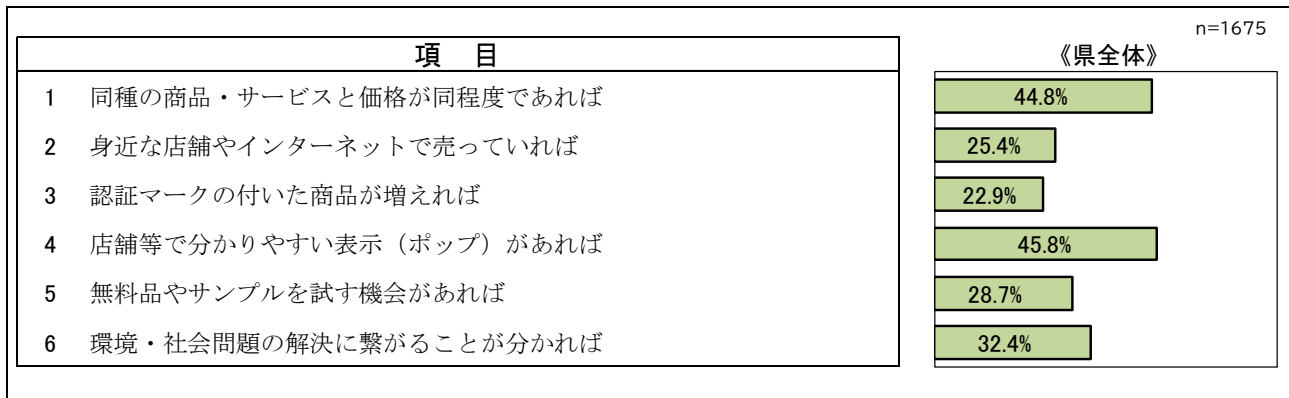 n=1675
項　目 《県全体》
1 同種の商品・サービスと価格が同程度であれば 44.8%
2 身近な店舗やインターネットで売っていれば 25.4%
3 認証マークの付いた商品が増えれば 22.9%
4 店舗等で分かりやすい表示（ポップ）があれば 45.8%
5 無料品やサンプルを試す機会があれば 28.7%
6 環境・社会問題の解決に繋がることが分かれば 32.4%